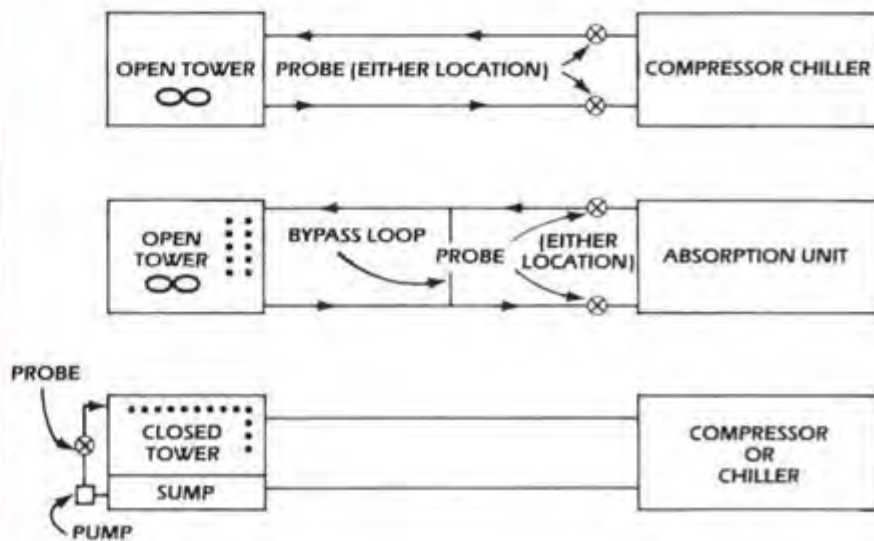 OPEN TOWER
PROBE (EITHER LOCATION)
COMPRESSOR CHILLER
OPEN
TOWER
BYPASS LOOP
PROBE
(EITHER
LOCATION)
ABSORPTION UNIT
PROBE
CLOSED
TOWER
SUMP
PUMP
COMPRESSOR
OR
CHILLER